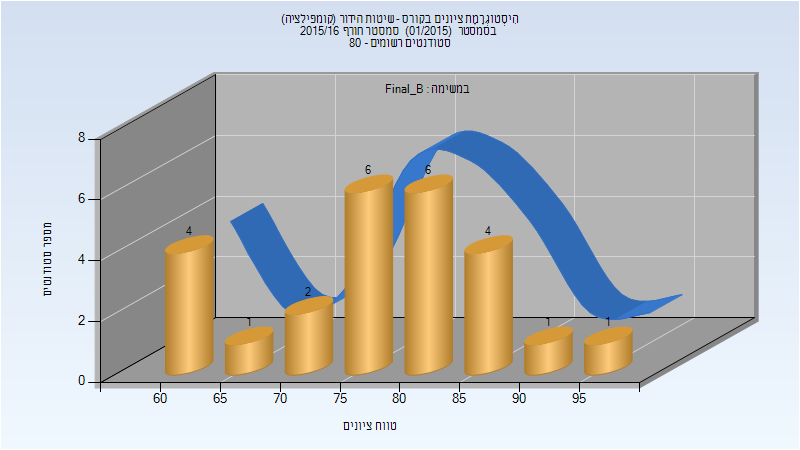 הִיסְטוֹגְרָמַת ציונים בקורס - שיטות הידור (קומפילציה)
בסמסטר (01/2015) סמסטר חורף 2015/16
סטודנטים רשומים - 80
במשימה : Final_B
מספר סטודנטים
8
6
4
2
0
4
1
2
6
6
4
1
1
60 65 70 75 80 85 90 95
טווח ציונים